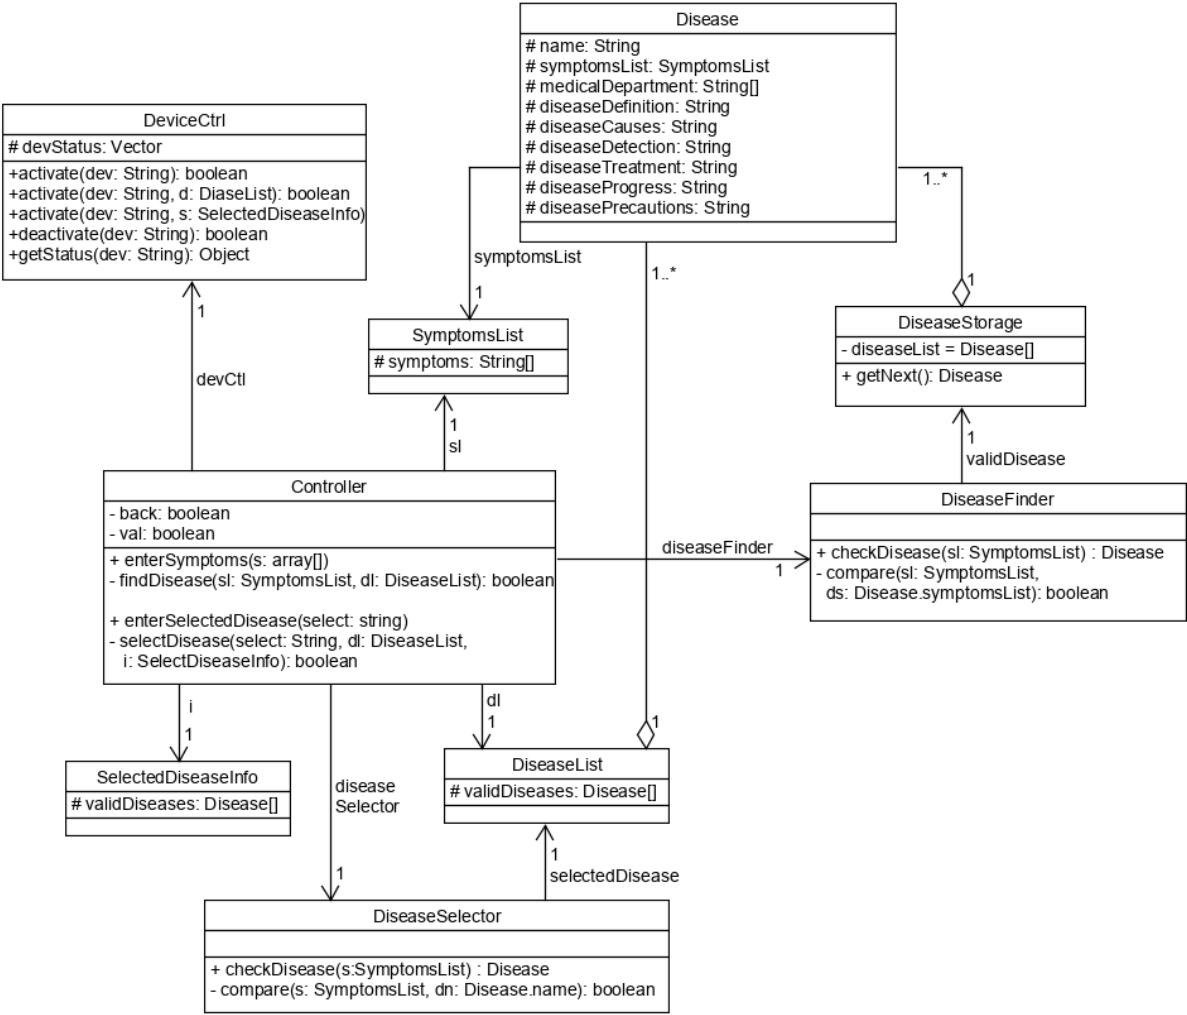 Disease
# name: String
# symptomsList: SymptomsList
# medicalDepartment: String[]
# diseaseDefinition: String
# diseaseCauses: String
# diseaseDetection: String
# diseaseTreatment: String
# diseaseProgress: String
# diseasePrecautions: String
DeviceCtrl
# devStatus: Vector
+activate(dev: String): boolean
+activate(dev: String, d: DiaseList): boolean
+activate(dev: String, s: SelectedDiseaseInfo)
+deactivate(dev: String): boolean
+getStatus(dev: String): Object
1..*
symptomsList
1
1..*
1
1
devCtl
SymptomsList
# symptoms: String[]
1
sl
DiseaseStorage
- diseaseList = Disease[]
+ getNext(): Disease
1
validDisease
Controller
- back: boolean
- val: boolean
+ enterSymptoms(s: array[])
- findDisease(sl: SymptomsList, dl: DiseaseList): boolean
+ enterSelectedDisease(select: string)
- selectDisease(select: String, dl: DiseaseList,
i: SelectDiseaseInfo): boolean
diseaseFinder
1
DiseaseFinder
+ checkDisease(sl: SymptomsList) : Disease
- compare(sl: SymptomsList,
ds: Disease.symptomsList): boolean
i
1
dl
1
1
SelectedDiseaseInfo
# validDiseases: Disease[]
disease
Selector
1
DiseaseList
# validDiseases: Disease[]
1
selectedDisease
DiseaseSelector
+ checkDisease(s:SymptomsList) : Disease
- compare(s: SymptomsList, dn: Disease.name): boolean